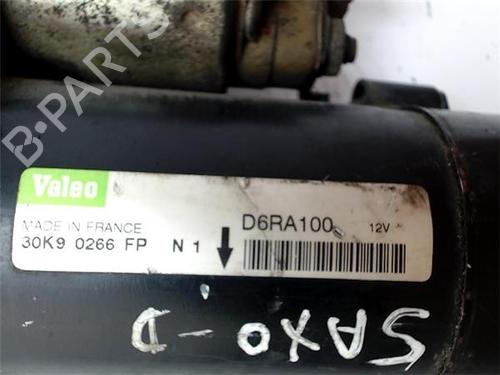 Valeo
MADE IN FRANCE
D6RA100 12V
30K9 0266 FP N 1
SAXO-D
B-PARTS